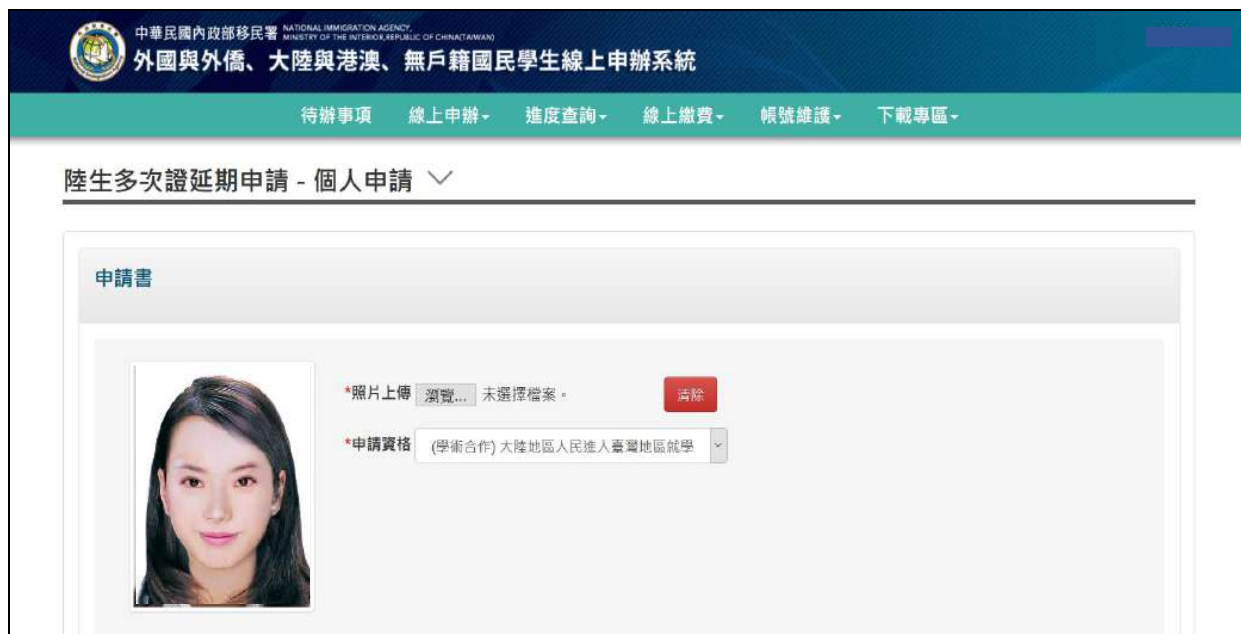 中華民國內政部移民署 NATIONAL IMMIGRATION AGENCY,
MINISTRY OF THE INTERIOR,REPUBLIC OF CHINA(TAIWAN)
外國與外僑、大陸與港澳、無戶籍國民學生線上申辦系統
待辦事項 線上申辦 進度查詢 線上繳費 帳號維護 下載專區
陸生多次證延期申請 - 個人申請
申請書
*照片上傳 瀏覽... 未選擇檔案。 清除
*申請資格 (學術合作) 大陸地區人民進入臺灣地區就學